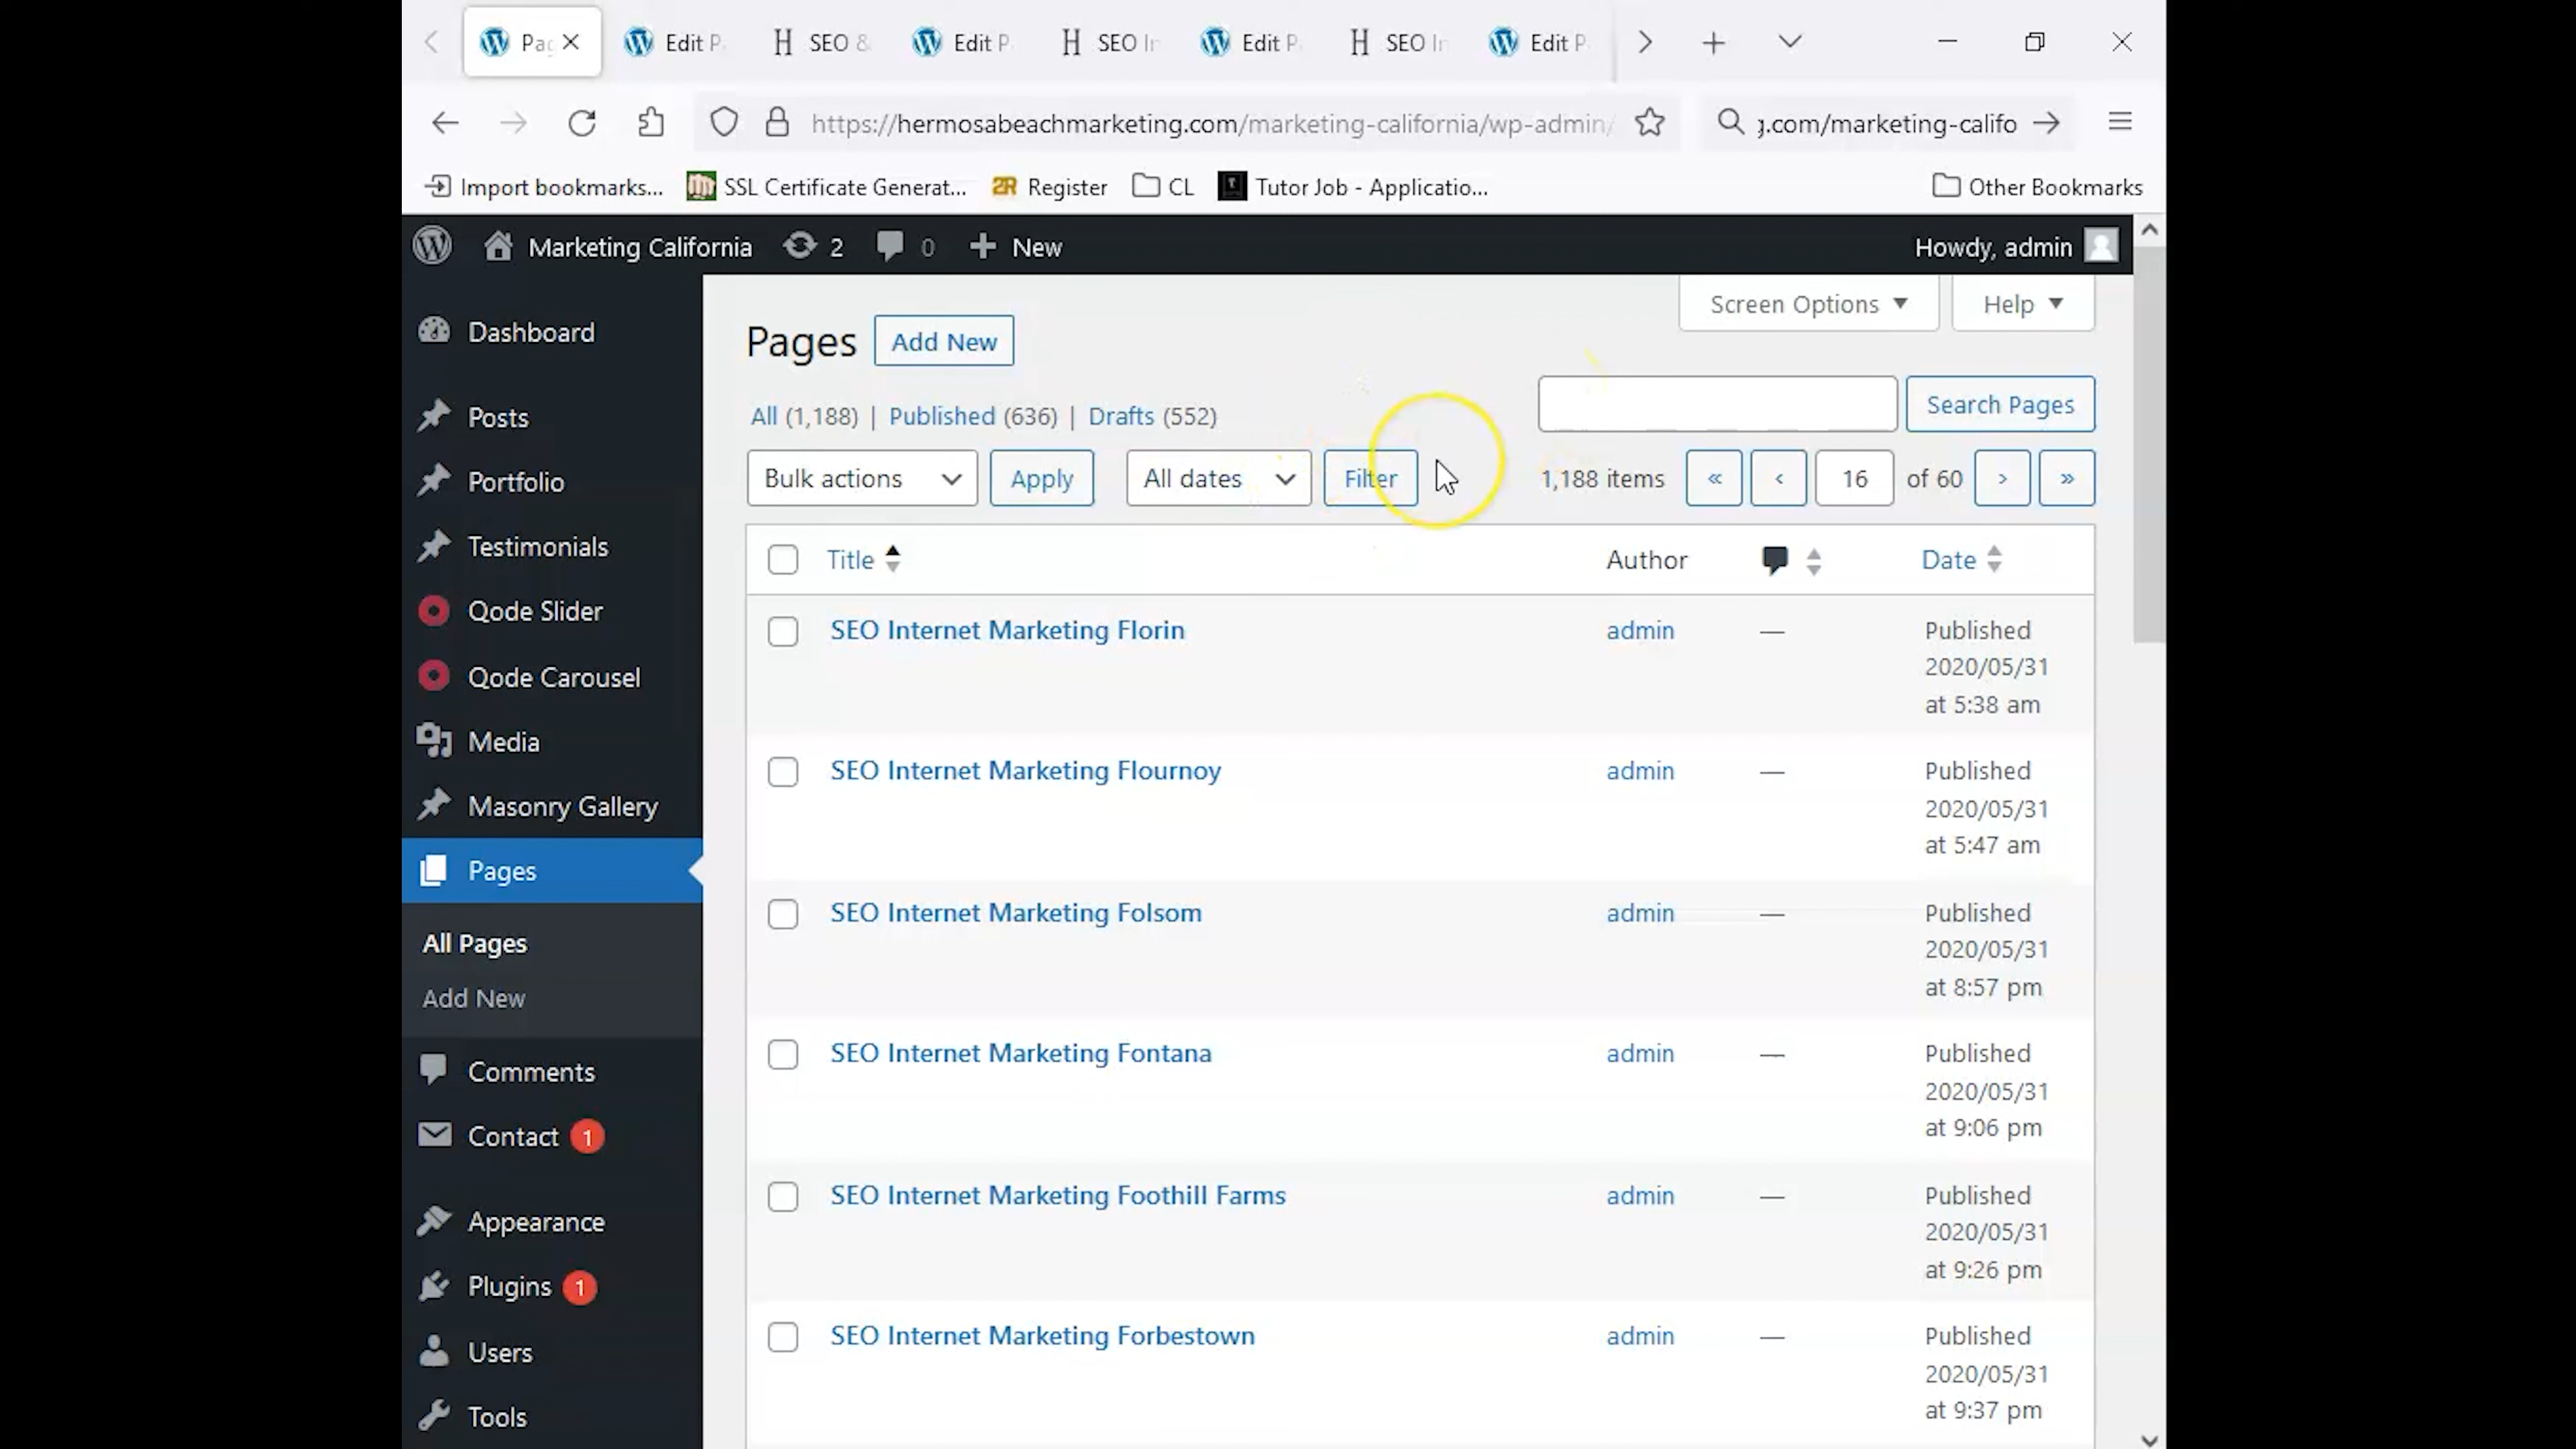 Pag
Edit P
SEO &
Edit P
SEO In
Edit P
SEO In
Edit P
https://hermosabeachmarketing.com/marketing-california/wp-admin/
g.com/marketing-califo
Import bookmarks...
SSL Certificate Generat...
Register
CL
Tutor Job - Applicatio...
Other Bookmarks
Marketing California
2
0
New
Howdy, admin
Dashboard
Posts
Portfolio
Testimonials
Qode Slider
Qode Carousel
Media
Masonry Gallery
Pages
All Pages
Add New
Comments
Contact 1
Appearance
Plugins 1
Users
Tools
Screen Options
Help
Pages
Add New
All (1,188) | Published (636) | Drafts (552)
Search Pages
Bulk actions
Apply
All dates
Filter
1,188 items « ‹ 16 of 60 › »
Title Author Date
SEO Internet Marketing Florin admin — Published
2020/05/31
at 5:38 am
SEO Internet Marketing Flournoy admin — Published
2020/05/31
at 5:47 am
SEO Internet Marketing Folsom admin — Published
2020/05/31
at 8:57 pm
SEO Internet Marketing Fontana admin — Published
2020/05/31
at 9:06 pm
SEO Internet Marketing Foothill Farms admin — Published
2020/05/31
at 9:26 pm
SEO Internet Marketing Forbestown admin — Published
2020/05/31
at 9:37 pm